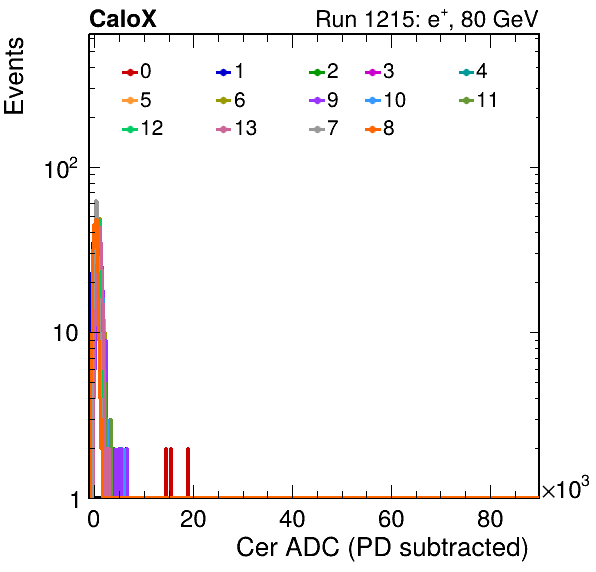 CaloX Run 1215: e⁺, 80 GeV
Events
0 1 2 3 4
5 6 9 10 11
12 13 7 8
10²
10
1
0 20 40 60 80
×10³
Cer ADC (PD subtracted)